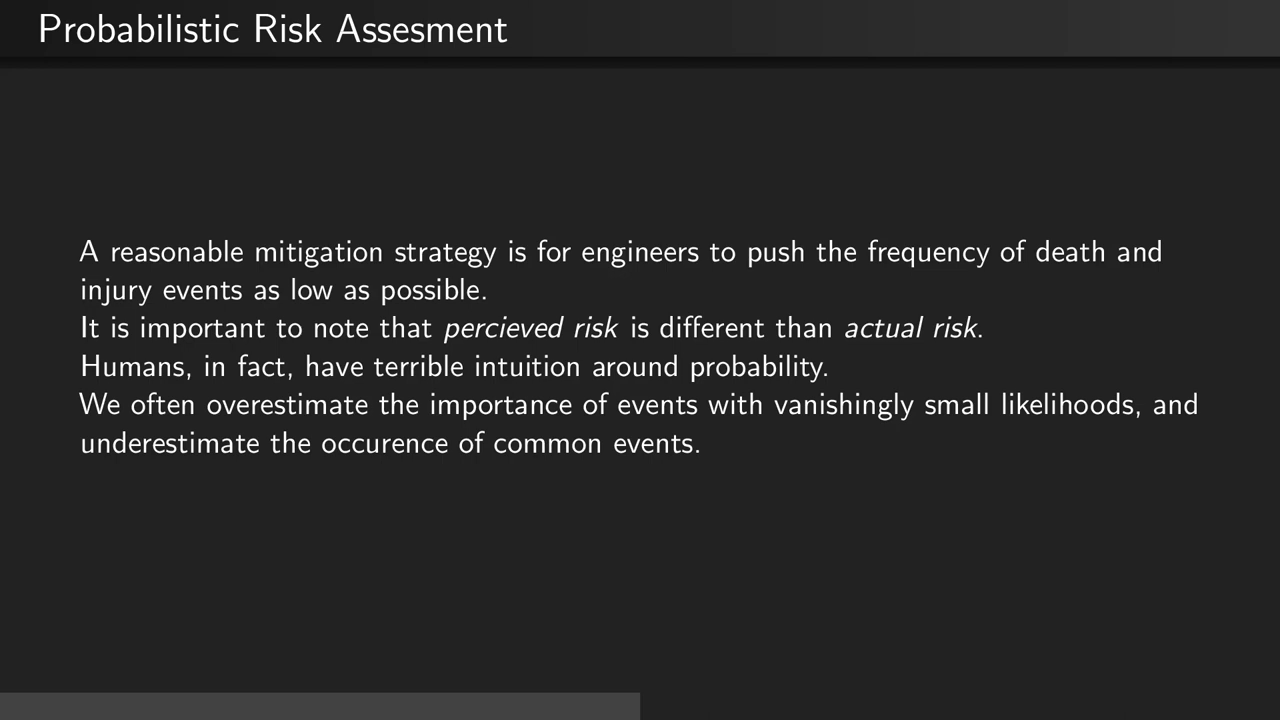 Probabilistic Risk Assesment
A reasonable mitigation strategy is for engineers to push the frequency of death and
injury events as low as possible.
It is important to note that percieved risk is different than actual risk.
Humans, in fact, have terrible intuition around probability.
We often overestimate the importance of events with vanishingly small likelihoods, and
underestimate the occurence of common events.